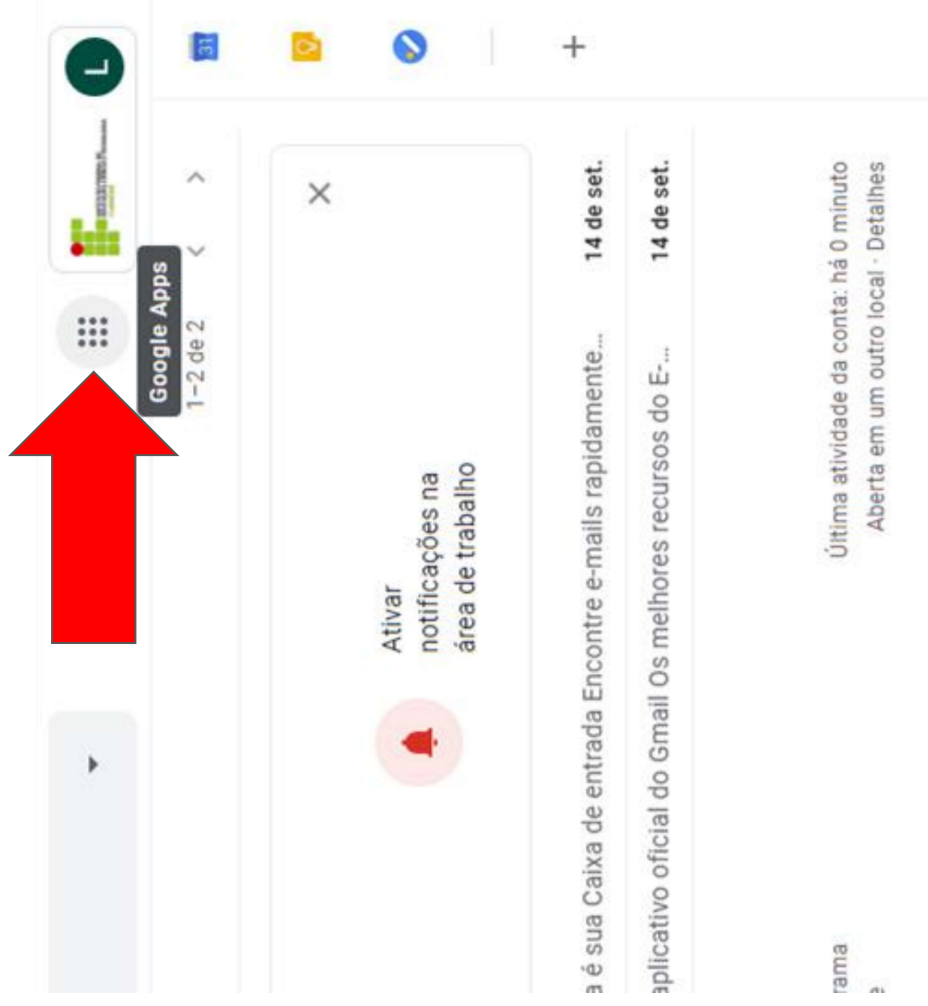 L
Google Apps
1–2 de 2
31
Ativar
notificações na
área de trabalho
a é sua Caixa de entrada Encontre e-mails rapidamente... 14 de set.
aplicativo oficial do Gmail Os melhores recursos do E-... 14 de set.
rama
e
Última atividade da conta: há 0 minuto
Aberta em um outro local · Detalhes